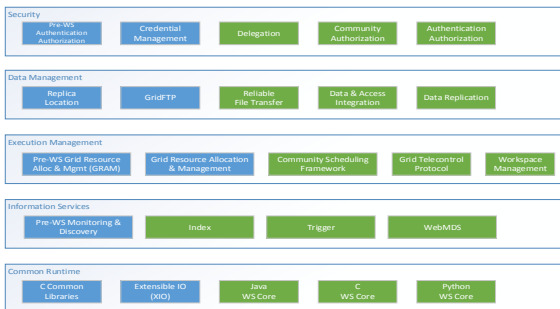 Security
Pre-WS
Authentication
Authorization
Credential
Management
Delegation
Community
Authorization
Authentication
Authorization
Data Management
Replica
Location
GridFTP
Reliable
File Transfer
Data & Access
Integration
Data Replication
Execution Management
Pre-WS Grid Resource
Alloc & Mgmt (GRAM)
Grid Resource Allocation
& Management
Community Scheduling
Framework
Grid Telecontrol
Protocol
Workspace
Management
Information Services
Pre-WS Monitoring &
Discovery
Index
Trigger
WebMDS
Common Runtime
C Common
Libraries
Extensible IO
(XIO)
Java
WS Core
C
WS Core
Python
WS Core